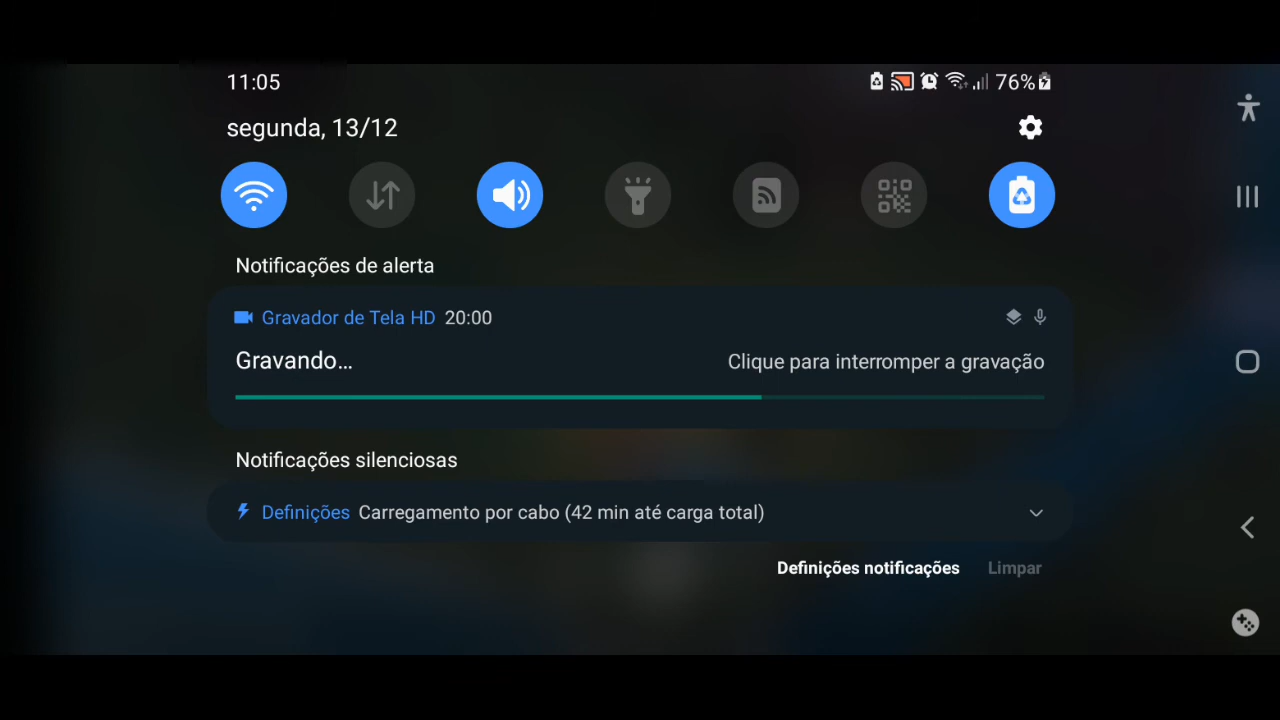 11:05
76%
segunda, 13/12
Notificações de alerta
Gravador de Tela HD 20:00
Gravando...
Clique para interromper a gravação
Notificações silenciosas
Definições Carregamento por cabo (42 min até carga total)
Definições notificações
Limpar